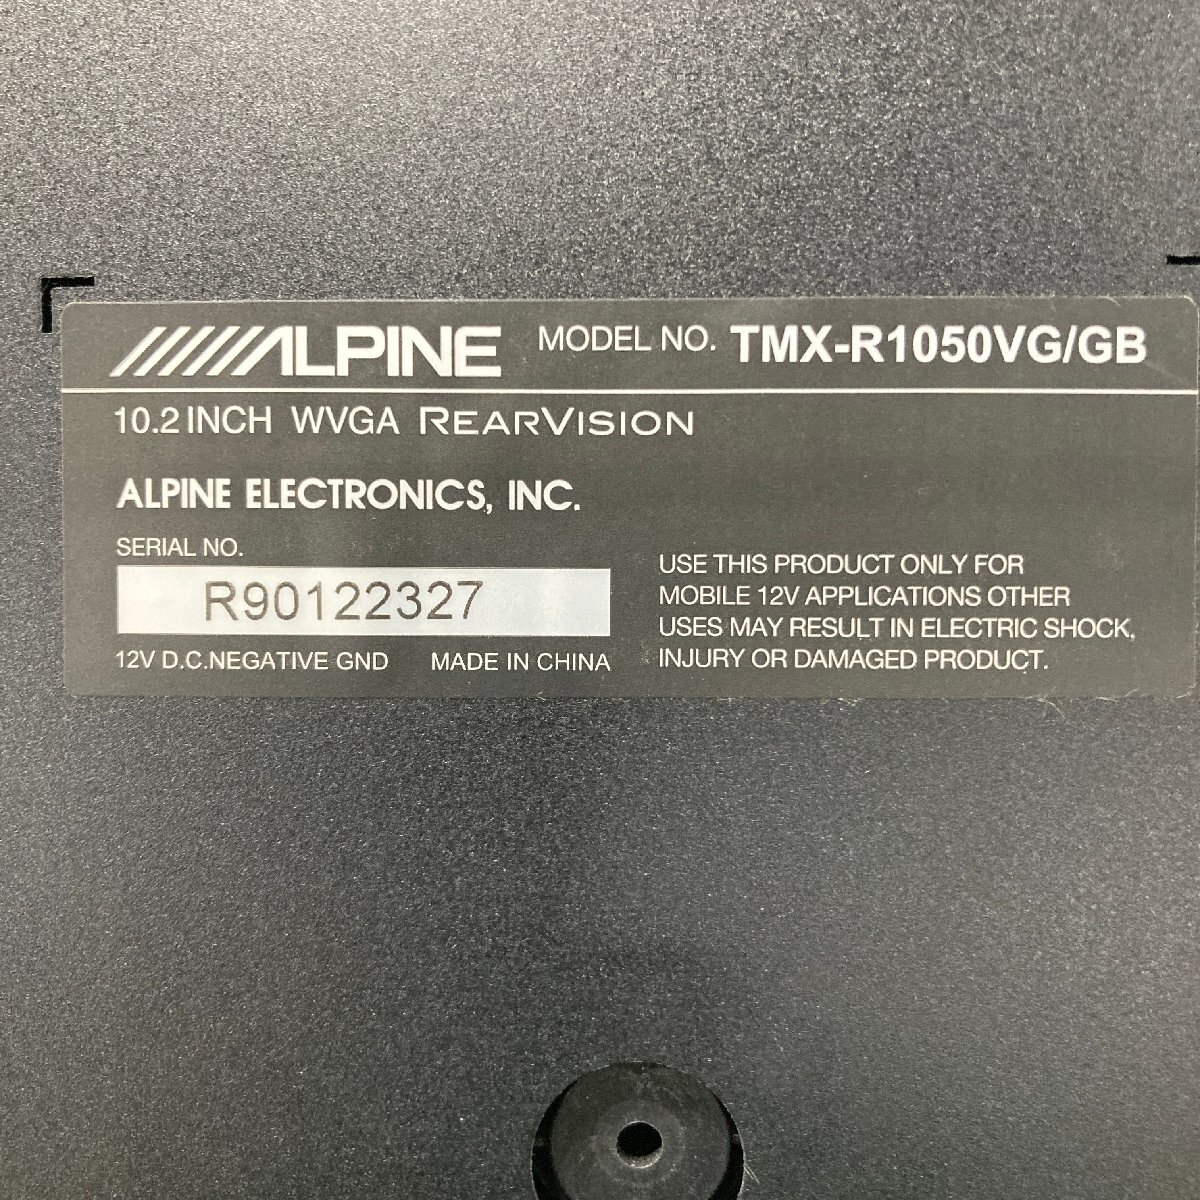 ALPINE MODEL NO. TMX-R1050VG/GB
10.2 INCH WVGA REARVISION
ALPINE ELECTRONICS, INC.
SERIAL NO.
R90122327
12V D.C.NEGATIVE GND MADE IN CHINA
USE THIS PRODUCT ONLY FOR
MOBILE 12V APPLICATIONS OTHER
USES MAY RESULT IN ELECTRIC SHOCK,
INJURY OR DAMAGED PRODUCT.